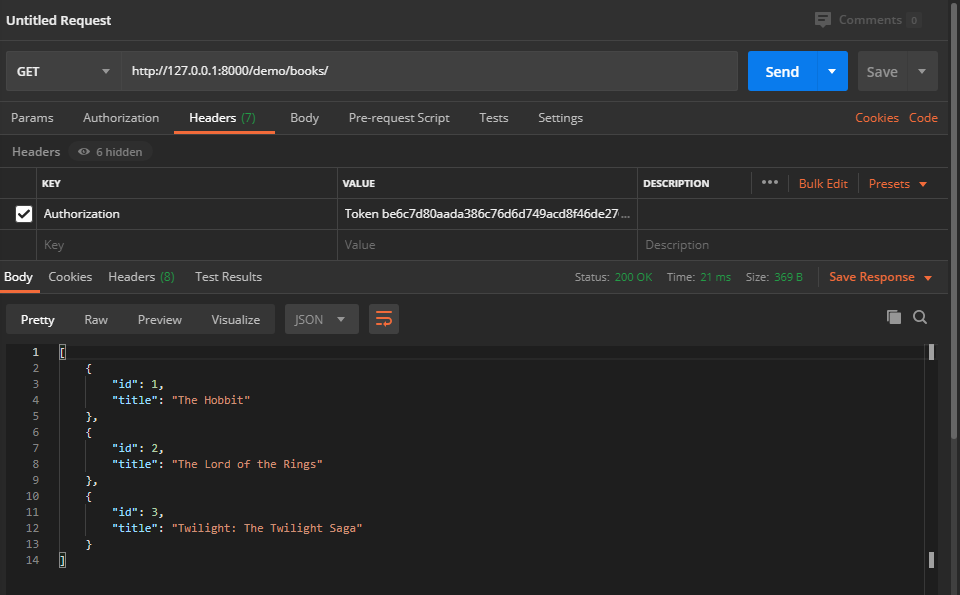 Untitled Request Comments 0
GET http://127.0.0.1:8000/demo/books/ Send Save
Params Authorization Headers (7) Body Pre-request Script Tests Settings Cookies Code
Headers 6 hidden
KEY VALUE DESCRIPTION ••• Bulk Edit Presets
Authorization Token be6c7d80aada386c76d6d749acd8f46de27...
Key Value Description
Body Cookies Headers (8) Test Results Status: 200 OK Time: 21 ms Size: 369 B Save Response
Pretty Raw Preview Visualize JSON
1 [
2 {
3 "id": 1,
4 "title": "The Hobbit"
5 },
6 {
7 "id": 2,
8 "title": "The Lord of the Rings"
9 },
10 {
11 "id": 3,
12 "title": "Twilight: The Twilight Saga"
13 }
14 ]